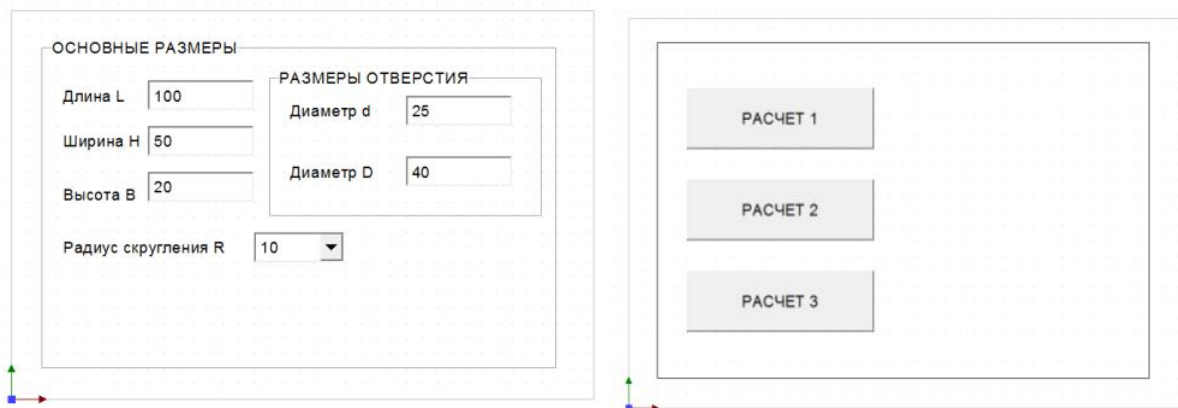 ОСНОВНЫЕ РАЗМЕРЫ
Длина L 100
Ширина H 50
Высота B 20
РАЗМЕРЫ ОТВЕРСТИЯ
Диаметр d 25
Диаметр D 40
Радиус скругления R 10
РАСЧЕТ 1
РАСЧЕТ 2
РАСЧЕТ 3